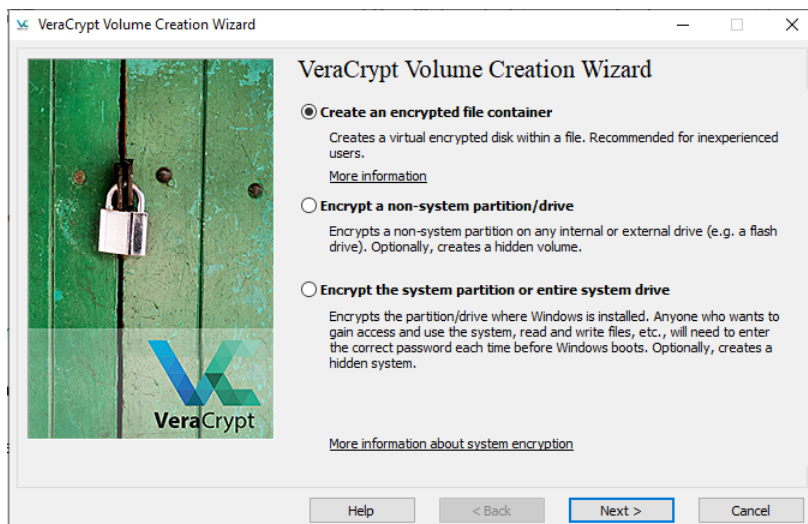 VeraCrypt Volume Creation Wizard
VeraCrypt Volume Creation Wizard
Create an encrypted file container
Creates a virtual encrypted disk within a file. Recommended for inexperienced
users.
More information
Encrypt a non-system partition/drive
Encrypts a non-system partition on any internal or external drive (e.g. a flash
drive). Optionally, creates a hidden volume.
Encrypt the system partition or entire system drive
Encrypts the partition/drive where Windows is installed. Anyone who wants to
gain access and use the system, read and write files, etc., will need to enter
the correct password each time before Windows boots. Optionally, creates a
hidden system.
VeraCrypt
More information about system encryption
Help
< Back
Next >
Cancel